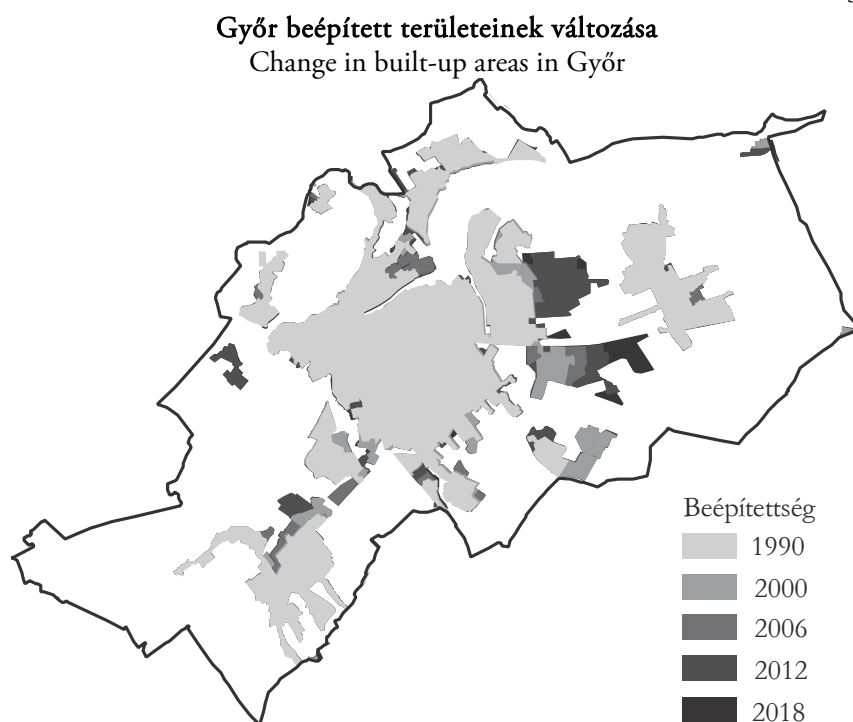 Győr beépített területeinek változása
Change in built-up areas in Győr
Beépítettség
1990
2000
2006
2012
2018